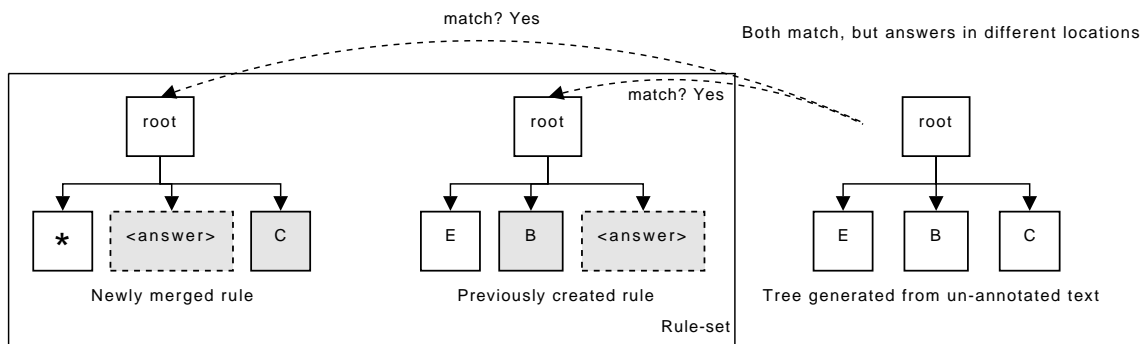 match? Yes
Both match, but answers in different locations
match? Yes
root
root
root
*
<answer>
C
E
B
<answer>
E
B
C
Newly merged rule
Previously created rule
Tree generated from un-annotated text
Rule-set